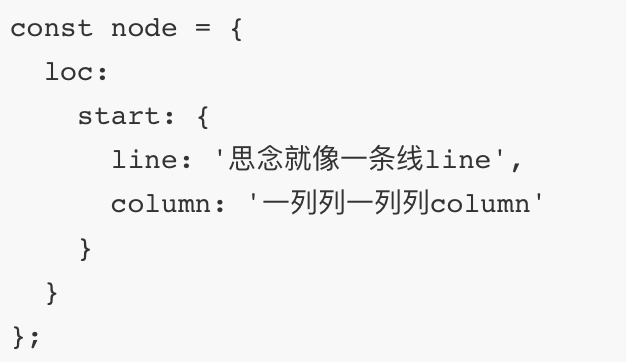 const node = {
  loc:
    start: {
      line: '思念就像一条线line',
      column: '一列列一列列column'
    }
  }
};